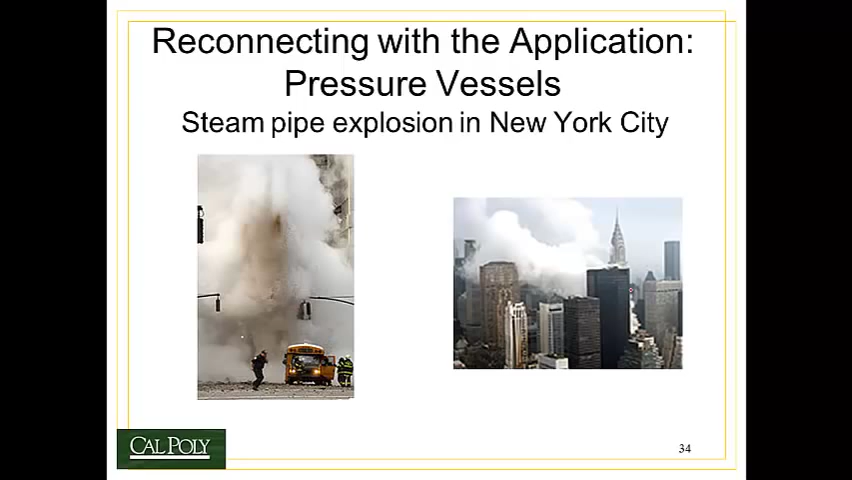 Reconnecting with the Application:
Pressure Vessels
Steam pipe explosion in New York City
CAL POLY
34